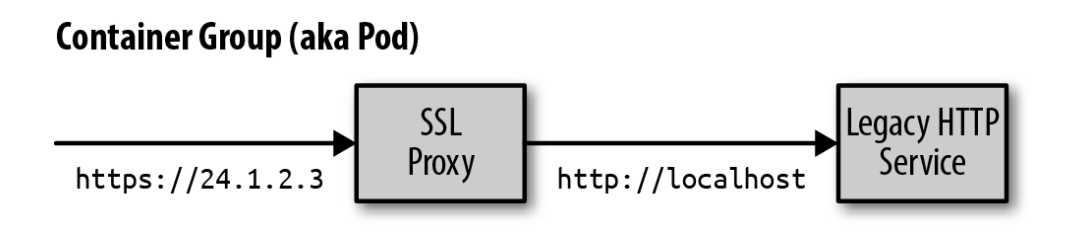 Container Group (aka Pod)
SSL
Proxy
https://24.1.2.3
http://localhost
Legacy HTTP
Service